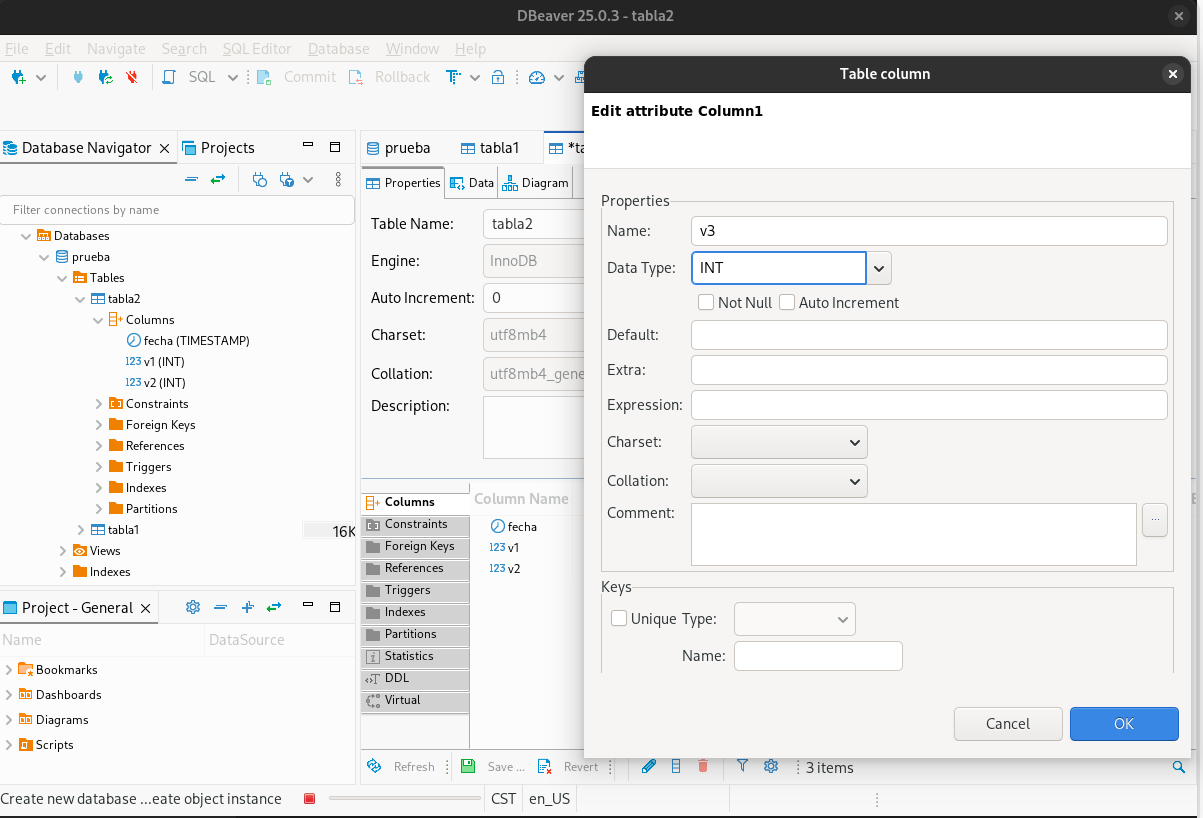 DBeaver 25.0.3 - tabla2
File Edit Navigate Search SQL Editor Database Window Help
SQL Commit Rollback T
Database Navigator Projects
Filter connections by name
Databases
prueba
Tables
tabla2
Columns
fecha (TIMESTAMP)
123 v1 (INT)
123 v2 (INT)
Constraints
Foreign Keys
References
Triggers
Indexes
Partitions
tabla1 16K
Views
Indexes
Project - General
Name DataSource
Bookmarks
Dashboards
Diagrams
Scripts
prueba tabla1 *ta
Properties Data Diagram
Table Name: tabla2
Engine: InnoDB
Auto Increment: 0
Charset: utf8mb4
Collation: utf8mb4_gene
Description:
Columns
Constraints
Foreign Keys
References
Triggers
Indexes
Partitions
Statistics
DDL
Virtual
Column Name
fecha
123 v1
123 v2
Refresh Save ... Revert 3 items
Table column
Edit attribute Column1
Properties
Name: v3
Data Type: INT
Not Null Auto Increment
Default:
Extra:
Expression:
Charset:
Collation:
Comment: ...
Keys
Unique Type:
Name:
Cancel OK
Create new database ...eate object instance CST en_US